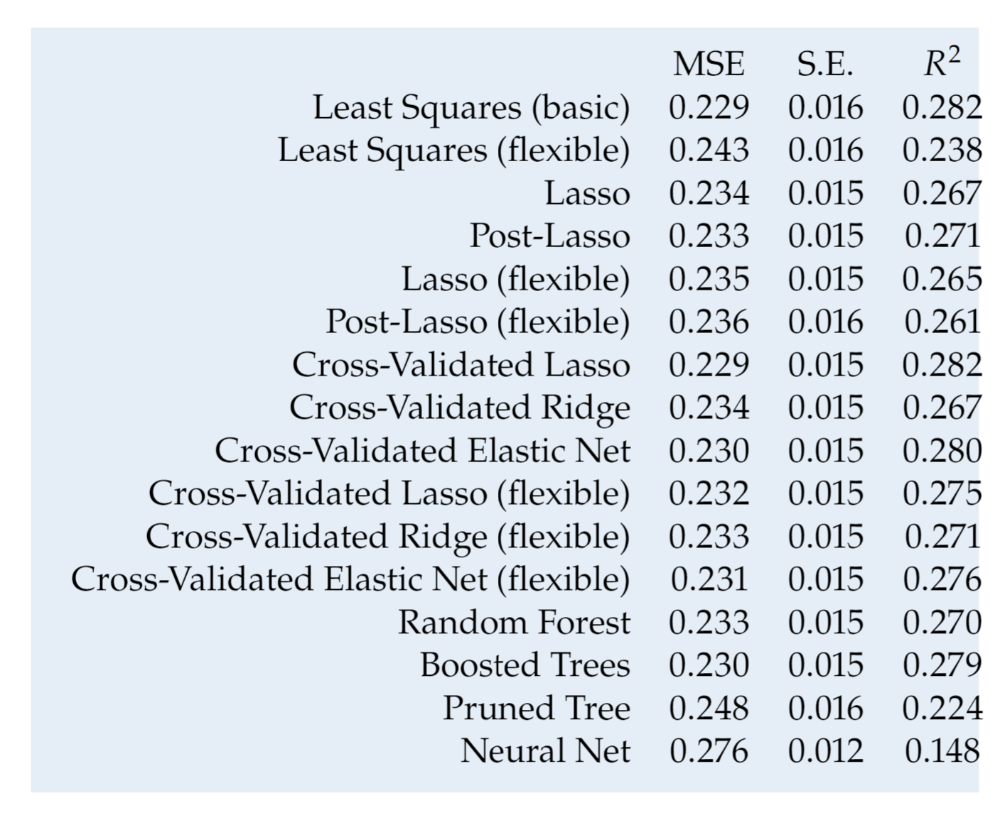 MSE S.E. R²
Least Squares (basic) 0.229 0.016 0.282
Least Squares (flexible) 0.243 0.016 0.238
Lasso 0.234 0.015 0.267
Post-Lasso 0.233 0.015 0.271
Lasso (flexible) 0.235 0.015 0.265
Post-Lasso (flexible) 0.236 0.016 0.261
Cross-Validated Lasso 0.229 0.015 0.282
Cross-Validated Ridge 0.234 0.015 0.267
Cross-Validated Elastic Net 0.230 0.015 0.280
Cross-Validated Lasso (flexible) 0.232 0.015 0.275
Cross-Validated Ridge (flexible) 0.233 0.015 0.271
Cross-Validated Elastic Net (flexible) 0.231 0.015 0.276
Random Forest 0.233 0.015 0.270
Boosted Trees 0.230 0.015 0.279
Pruned Tree 0.248 0.016 0.224
Neural Net 0.276 0.012 0.148